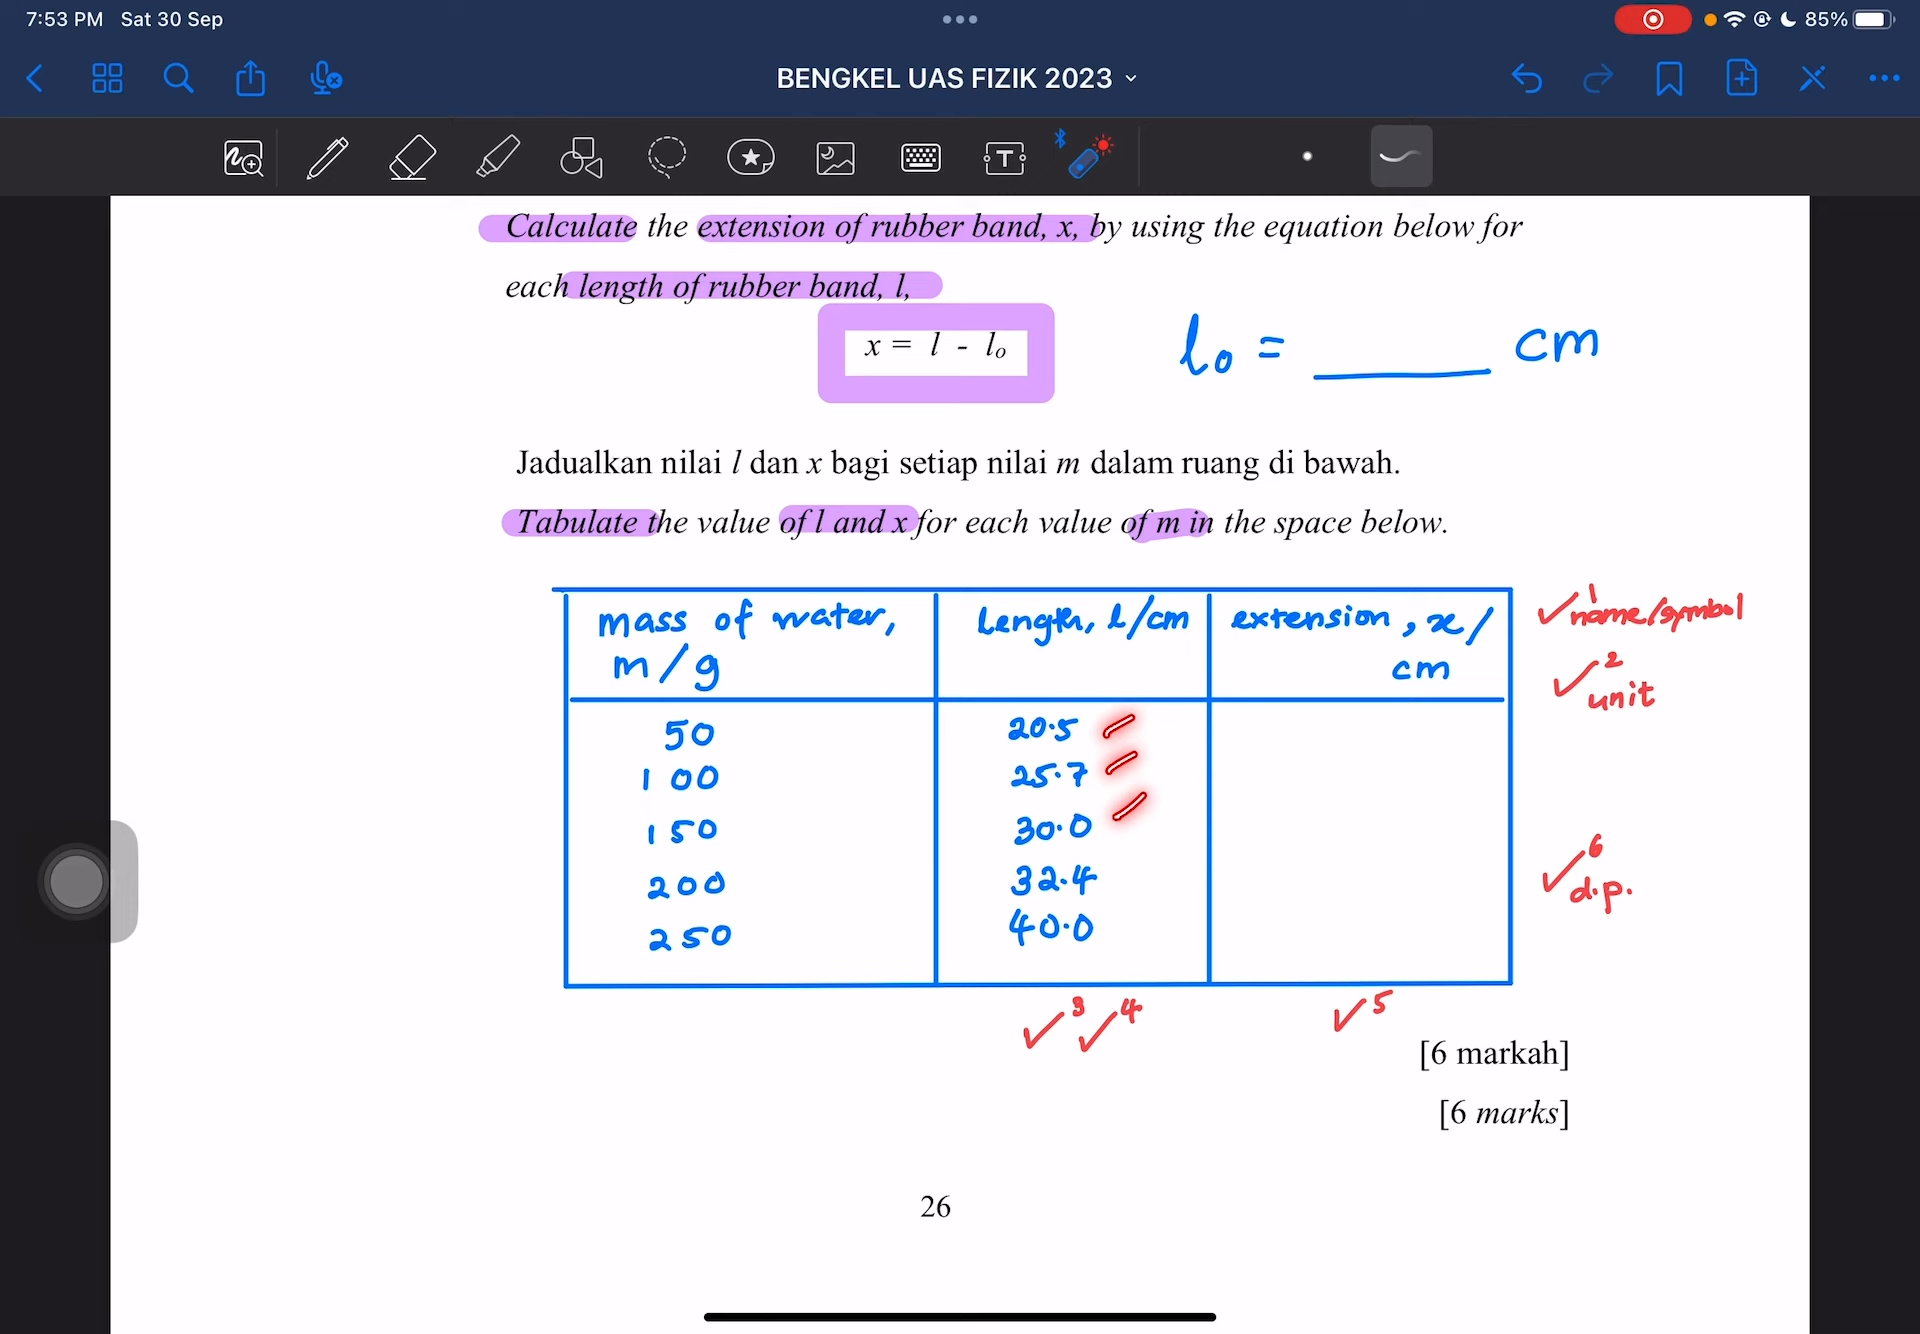 7:53 PM Sat 30 Sep
85%
BENGKEL UAS FIZIK 2023
Calculate the extension of rubber band, x, by using the equation below for
each length of rubber band, l,
x = l - lo
lo = ______ cm
Jadualkan nilai l dan x bagi setiap nilai m dalam ruang di bawah.
Tabulate the value of l and x for each value of m in the space below.
mass of water, m/g
Length, l/cm
extension, x/cm
✓1 name/symbol
✓2 unit
50 20.5
100 25.7
150 30.0
200 32.4
250 40.0
✓6 d.p.
✓3 ✓4 ✓5
[6 markah]
[6 marks]
26